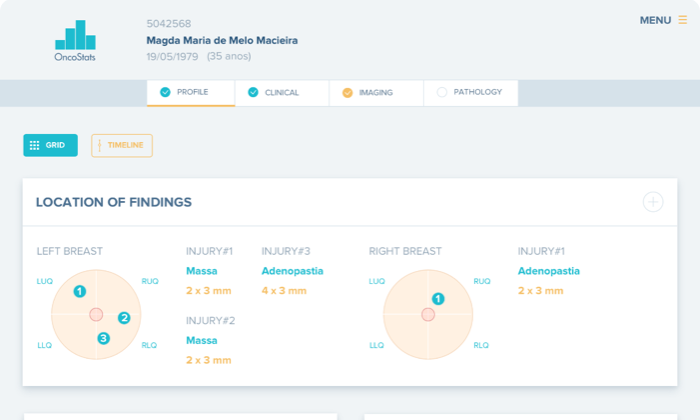 OncoStats
5042568
Magda Maria de Melo Macieira
19/05/1979 (35 anos)
MENU
PROFILE
CLINICAL
IMAGING
PATHOLOGY
GRID
TIMELINE
LOCATION OF FINDINGS
LEFT BREAST
LUQ
RUQ
1
2
3
LLQ
RLQ
INJURY#1
Massa
2 x 3 mm
INJURY#3
Adenopastia
4 x 3 mm
INJURY#2
Massa
2 x 3 mm
RIGHT BREAST
LUQ
RUQ
1
LLQ
RLQ
INJURY#1
Adenopastia
2 x 3 mm